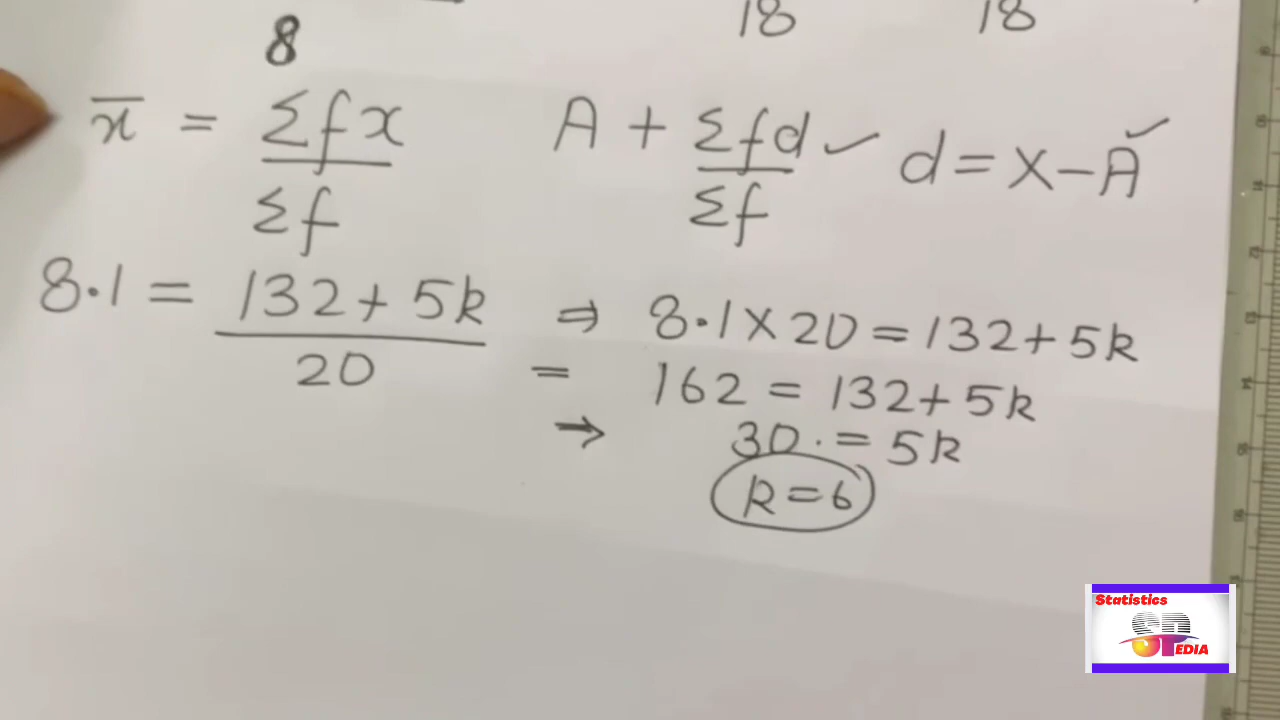 18 18
8
x̄ = Σfx / Σf A + Σfd / Σf ✓ d = x - A ✓
8.1 = 132 + 5k / 20 ⇒ 8.1 × 20 = 132 + 5k
= 162 = 132 + 5k
→ 30 . = 5k
k = 6
Statistics
EDIA